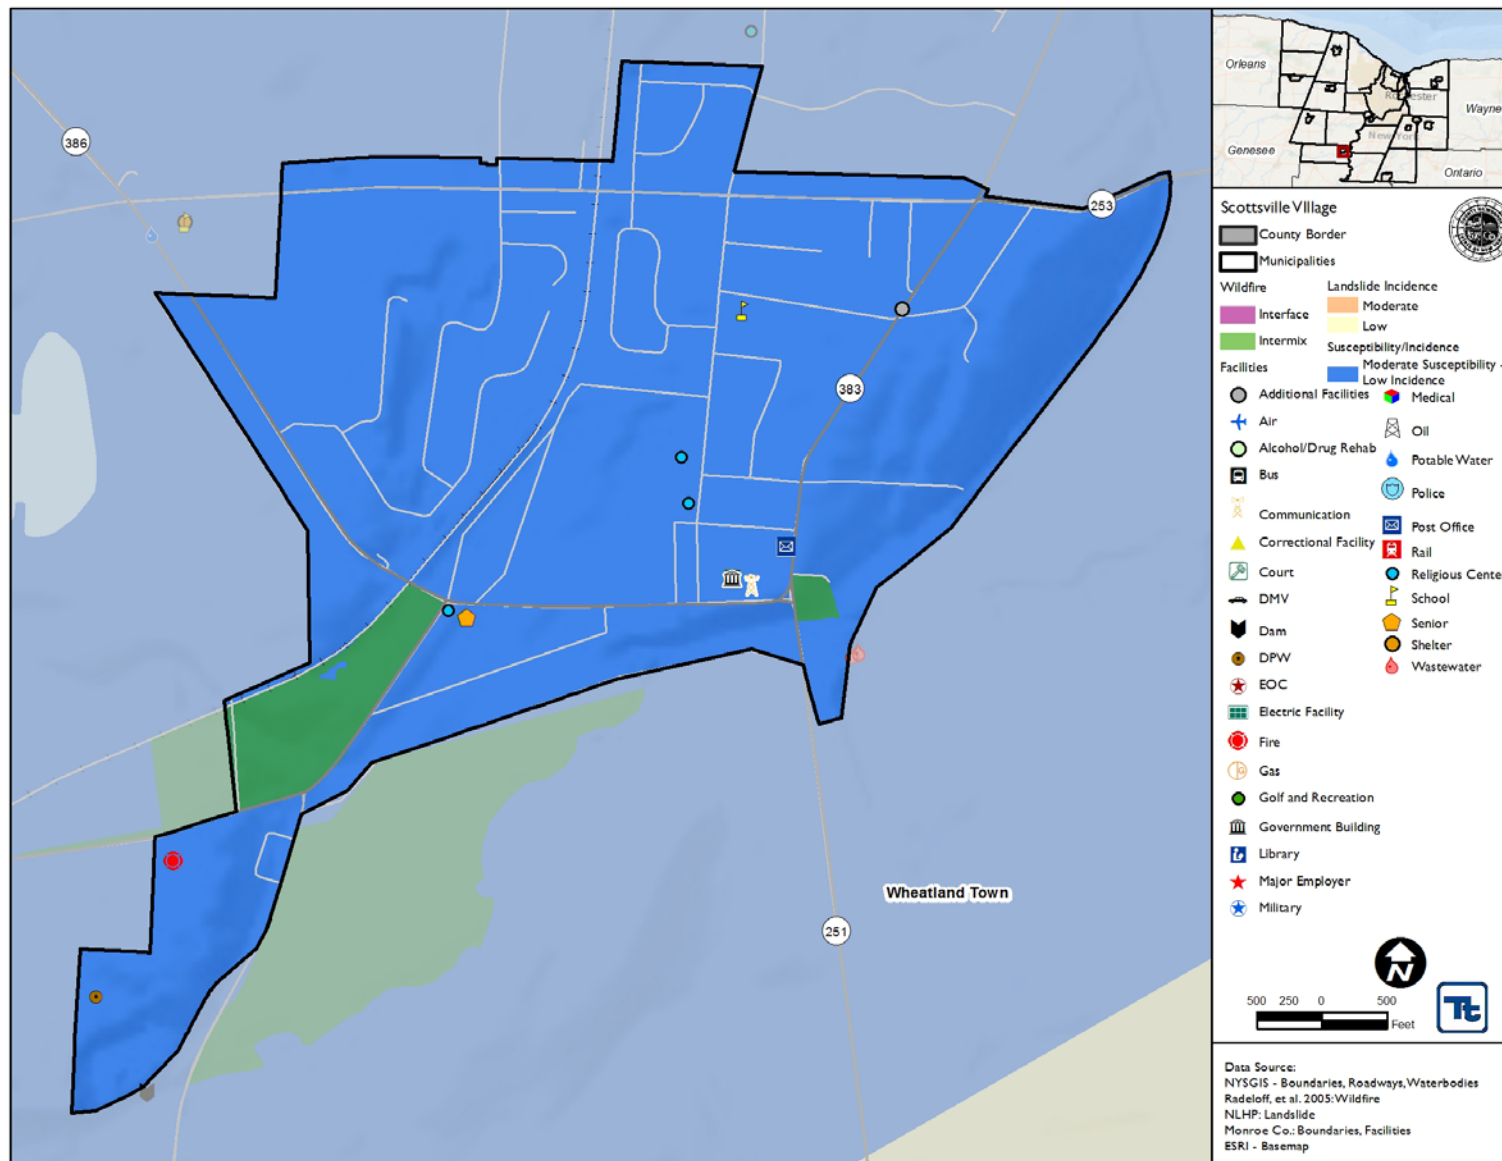 386
253
383
251
Wheatland Town
Orleans
Rochester
Wayne
New York
Genesee
Ontario
Scottsville VIllage
County Border
Municipalities
Wildfire
Interface
Intermix
Landslide Incidence
Moderate
Low
Susceptibility/Incidence
Moderate Susceptibility -
Low Incidence
Facilities
Additional Facilities
Air
Alcohol/Drug Rehab
Bus
Communication
Correctional Facility
Court
DMV
Dam
DPW
EOC
Electric Facility
Fire
Gas
Golf and Recreation
Government Building
Library
Major Employer
Military
Medical
Oil
Potable Water
Police
Post Office
Rail
Religious Cente
School
Senior
Shelter
Wastewater
N
500 250 0 500
Feet
Tt
Data Source:
NYSGIS - Boundaries, Roadways, Waterbodies
Radeloff, et al. 2005: Wildfire
NLHP: Landslide
Monroe Co.: Boundaries, Facilities
ESRI - Basemap